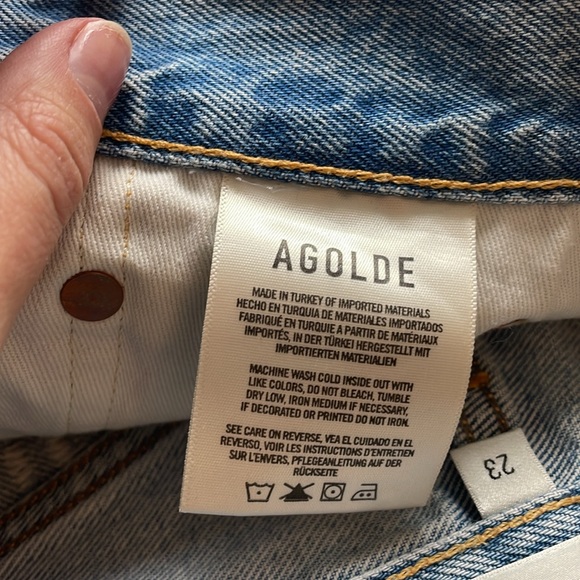 AGOLDE
MADE IN TURKEY OF IMPORTED MATERIALS
HECHO EN TURQUIA DE MATERIALES IMPORTADOS
FABRIQUÉ EN TURQUIE A PARTIR DE MATÉRIAUX
IMPORTÉS, IN DER TÜRKEI HERGESTELLT MIT
IMPORTIERTEN MATERIALIEN
MACHINE WASH COLD INSIDE OUT WITH
LIKE COLORS, DO NOT BLEACH, TUMBLE
DRY LOW, IRON MEDIUM IF NECESSARY,
IF DECORATED OR PRINTED DO NOT IRON.
SEE CARE ON REVERSE, VEA EL CUIDADO EN EL
REVERSO, VOIR LES INSTRUCTIONS D'ENTRETIEN
SUR L'ENVERS, PFLEGEANLEITUNG AUF DER
RÜCKSEITE
23